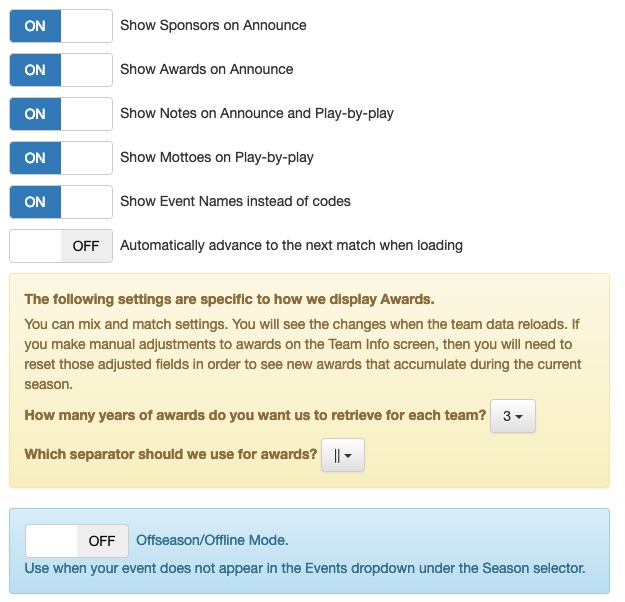 ON Show Sponsors on Announce
ON Show Awards on Announce
ON Show Notes on Announce and Play-by-play
ON Show Mottoes on Play-by-play
ON Show Event Names instead of codes
OFF Automatically advance to the next match when loading
The following settings are specific to how we display Awards.
You can mix and match settings. You will see the changes when the team data reloads. If
you make manual adjustments to awards on the Team Info screen, then you will need to
reset those adjusted fields in order to see new awards that accumulate during the current
season.
How many years of awards do you want us to retrieve for each team? 3
Which separator should we use for awards? ||
OFF Offseason/Offline Mode.
Use when your event does not appear in the Events dropdown under the Season selector.